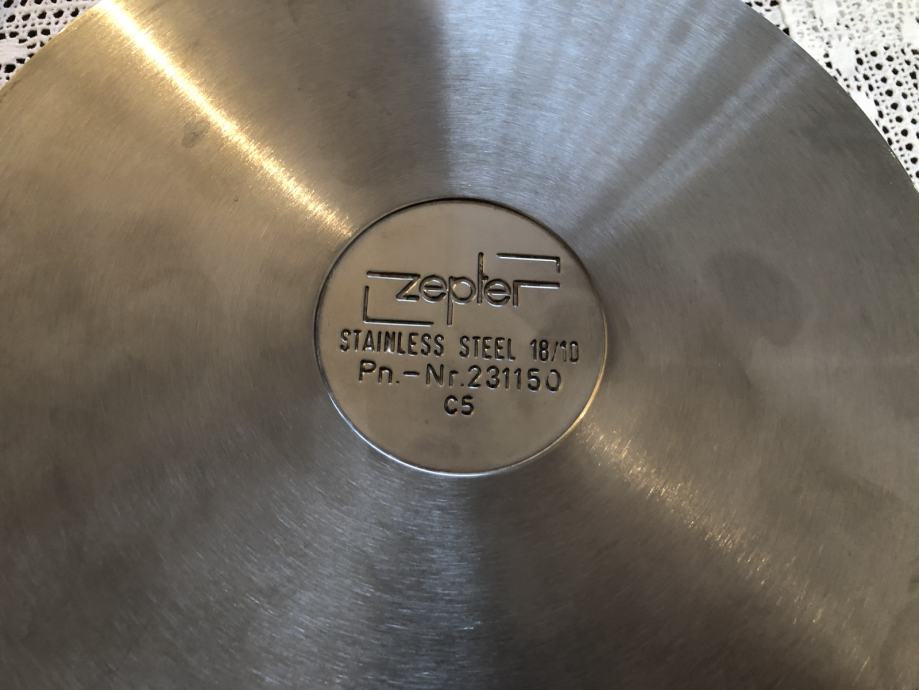 zepter
STAINLESS STEEL 18/10
Pn.-Nr.231150
C5